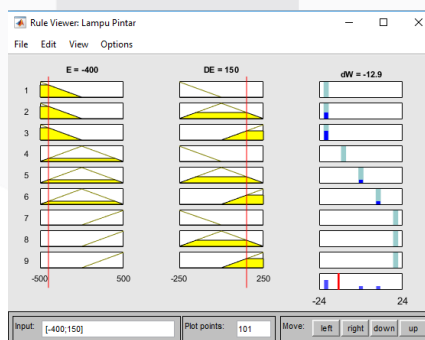 Rule Viewer: Lampu Pintar
File Edit View Options
E = -400 DE = 150 dW = -12.9
1
2
3
4
5
6
7
8
9
-500 500 -250 250
-24 24
Input: [-400;150] Plot points: 101 Move: left right down up